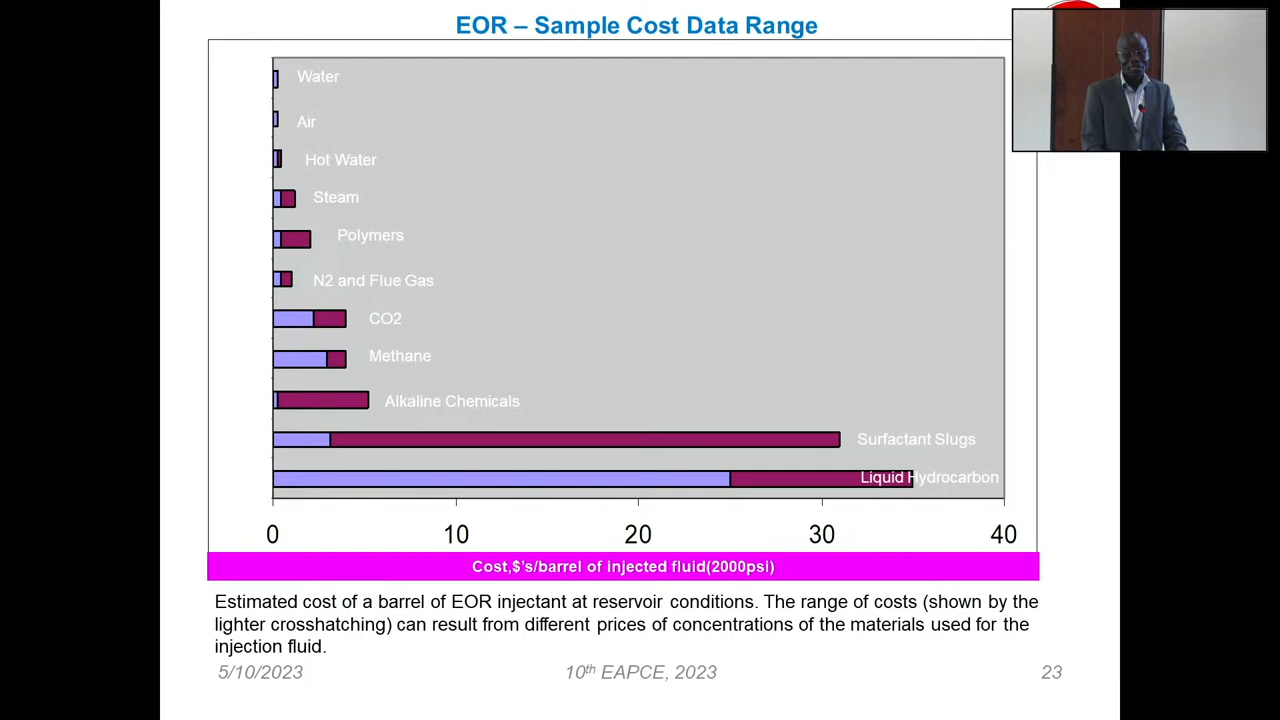 EOR – Sample Cost Data Range
Water
Air
Hot Water
Steam
Polymers
N2 and Flue Gas
CO2
Methane
Alkaline Chemicals
Surfactant Slugs
Liquid Hydrocarbon
0 10 20 30 40
Cost,$'s/barrel of injected fluid(2000psi)
Estimated cost of a barrel of EOR injectant at reservoir conditions. The range of costs (shown by the
lighter crosshatching) can result from different prices of concentrations of the materials used for the
injection fluid.
5/10/2023 10th EAPCE, 2023 23